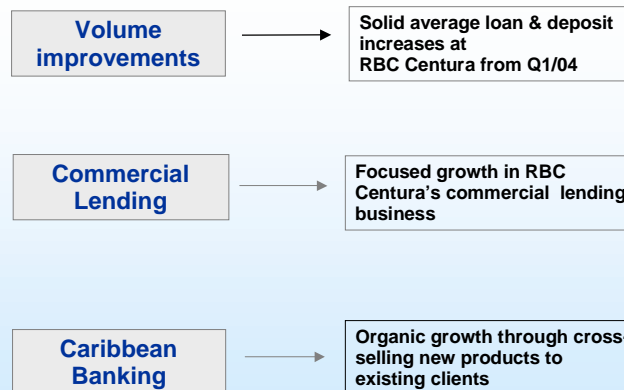 Volume
improvements
Solid average loan & deposit
increases at
RBC Centura from Q1/04
Commercial
Lending
Focused growth in RBC
Centura's commercial lending
business
Caribbean
Banking
Organic growth through cross-
selling new products to
existing clients